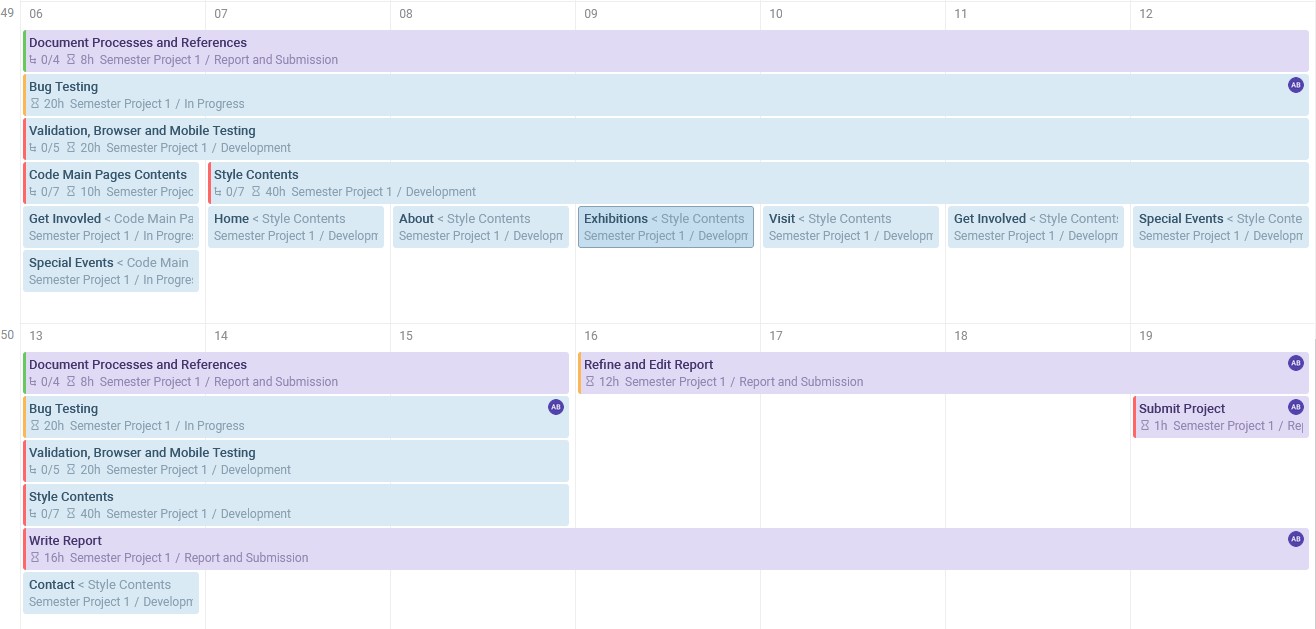 49 06 07 08 09 10 11 12
Document Processes and References
0/4 8h Semester Project 1 / Report and Submission
Bug Testing AB
20h Semester Project 1 / In Progress
Validation, Browser and Mobile Testing
0/5 20h Semester Project 1 / Development
Code Main Pages Contents Style Contents
0/7 10h Semester Projec 0/7 40h Semester Project 1 / Development
Get Invovled < Code Main Pa Home < Style Contents About < Style Contents Exhibitions < Style Contents Visit < Style Contents Get Involved < Style Contents Special Events < Style Conte
Semester Project 1 / In Progres Semester Project 1 / Developm Semester Project 1 / Developm Semester Project 1 / Developm Semester Project 1 / Developm Semester Project 1 / Developm Semester Project 1 / Developm
Special Events < Code Main
Semester Project 1 / In Progres
50 13 14 15 16 17 18 19
Document Processes and References Refine and Edit Report AB
0/4 8h Semester Project 1 / Report and Submission 12h Semester Project 1 / Report and Submission
Bug Testing AB Submit Project AB
20h Semester Project 1 / In Progress 1h Semester Project 1 / Rep
Validation, Browser and Mobile Testing
0/5 20h Semester Project 1 / Development
Style Contents
0/7 40h Semester Project 1 / Development
Write Report AB
16h Semester Project 1 / Report and Submission
Contact < Style Contents
Semester Project 1 / Developm